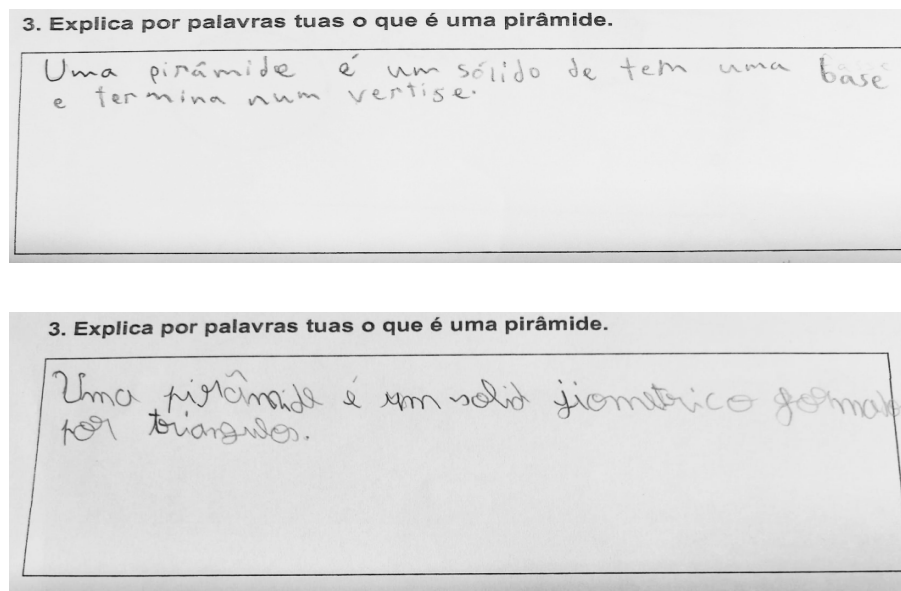 3. Explica por palavras tuas o que é uma pirâmide.
Uma pirâmide é um sólido de tem uma base
e termina num vertise.
3. Explica por palavras tuas o que é uma pirâmide.
Uma pirâmide é um solid jiometrico formado
por triangulos.